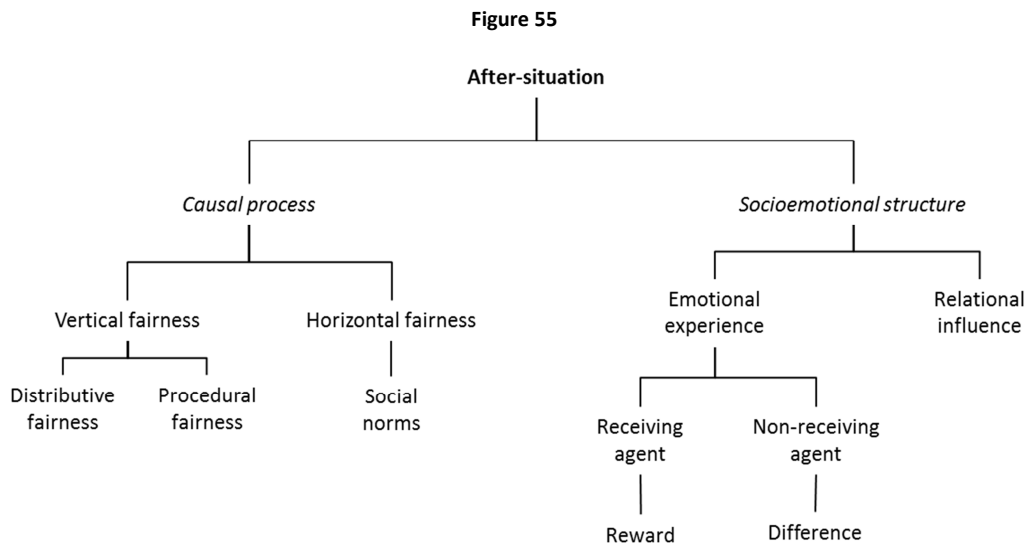 Figure 55
After-situation
Causal process
Socioemotional structure
Vertical fairness
Horizontal fairness
Emotional
experience
Relational
influence
Distributive
fairness
Procedural
fairness
Social
norms
Receiving
agent
Non-receiving
agent
Reward
Difference